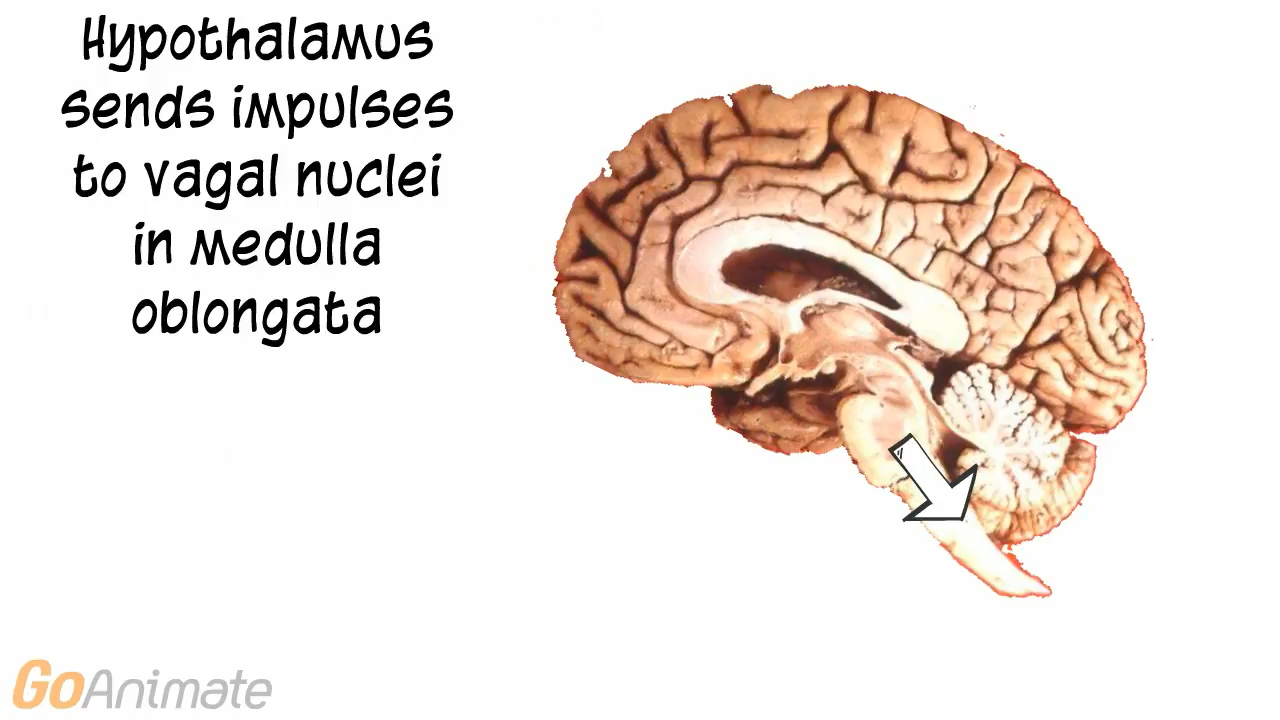 Hypothalamus
sends impulses
to vagal nuclei
in medulla
oblongata
GoAnimate